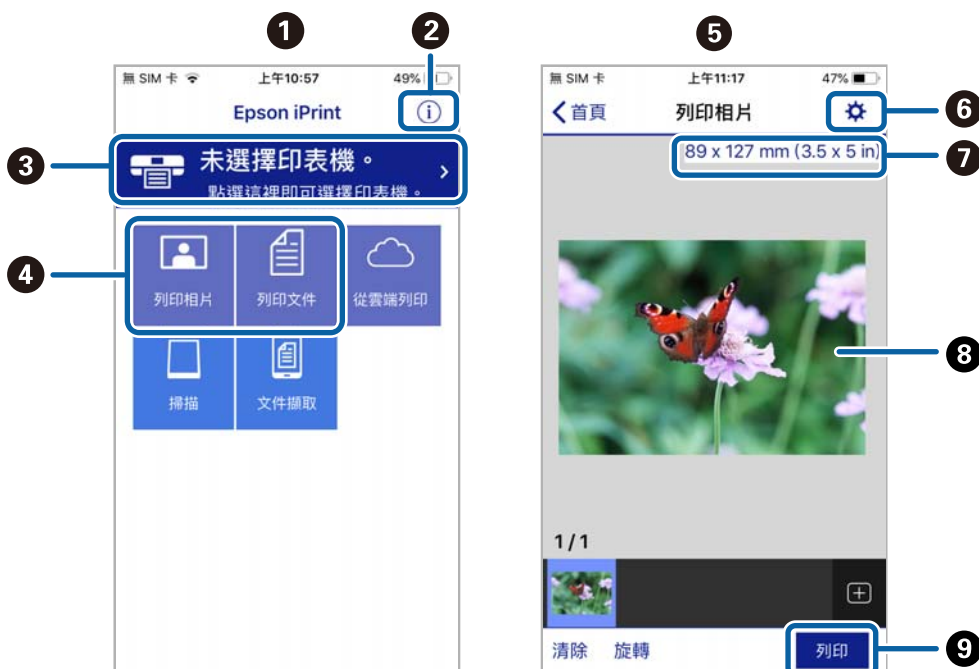 1
2
無 SIM 卡 上午10:57 49%
Epson iPrint
3
未選擇印表機。
點選這裡即可選擇印表機。
4
列印相片 列印文件 從雲端列印
掃描 文件擷取
5
無 SIM 卡 上午11:17 47%
首頁 列印相片
6
89 x 127 mm (3.5 x 5 in)
7
8
1/1
清除 旋轉 列印
9